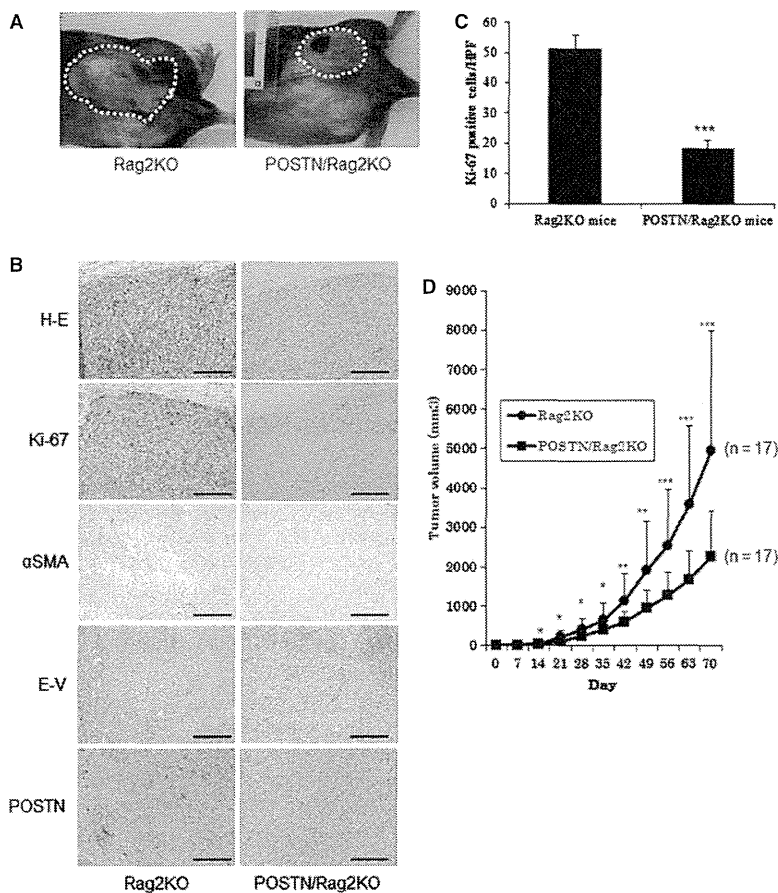 A
Rag2KO
POSTN/Rag2KO
B
H-E
Ki-67
αSMA
E-V
POSTN
Rag2KO
POSTN/Rag2KO
C
Ki-67 positive cells/HPF
60
50
40
30
20
10
0
***
Rag2KO mice
POSTN/Rag2KO mice
D
Tumor volume (mm3)
9000
8000
7000
6000
5000
4000
3000
2000
1000
0
Rag2KO
POSTN/Rag2KO
* * * * ** ** *** *** ***
(n = 17)
(n = 17)
0 7 14 21 28 35 42 49 56 63 70
Day